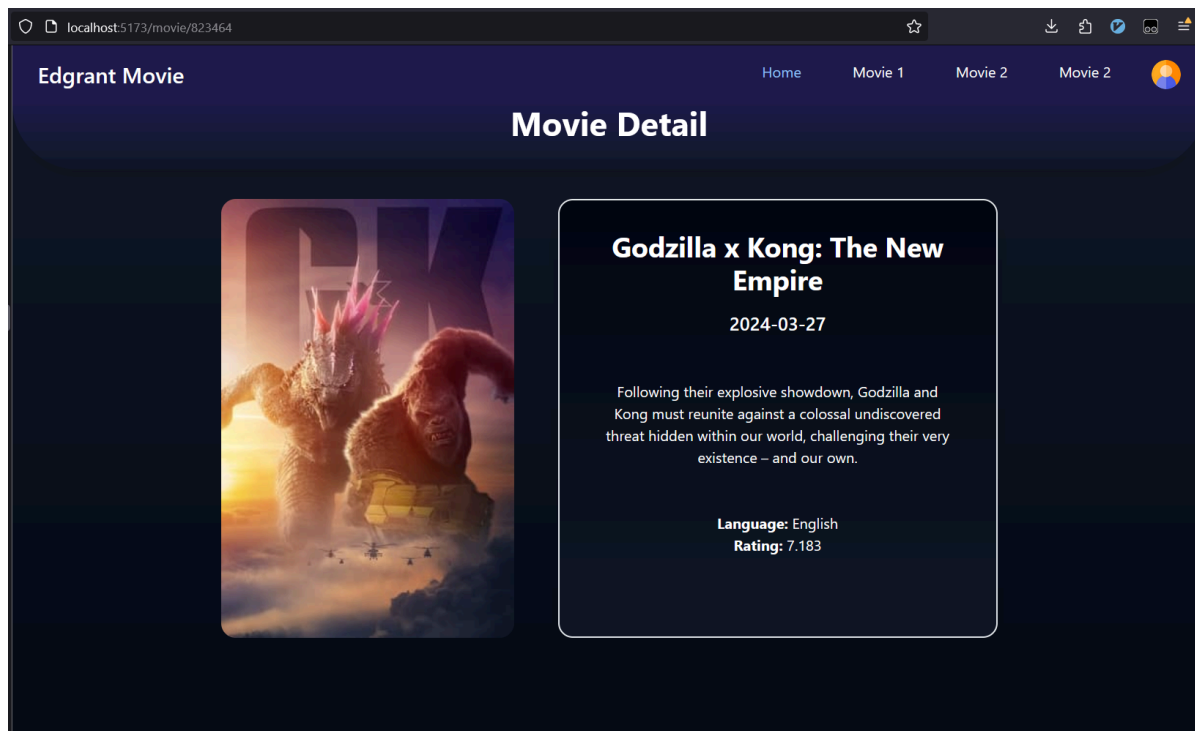 localhost:5173/movie/823464
Edgrant Movie
Home
Movie 1
Movie 2
Movie 2
Movie Detail
GK
Godzilla x Kong: The New
Empire
2024-03-27
Following their explosive showdown, Godzilla and
Kong must reunite against a colossal undiscovered
threat hidden within our world, challenging their very
existence – and our own.
Language: English
Rating: 7.183